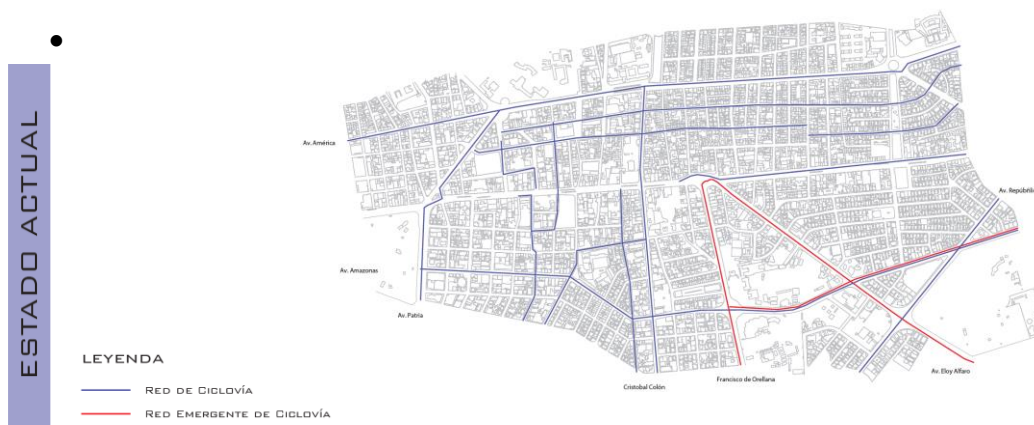 ESTADO ACTUAL
Av. América
Av. Repúbli
Av. Amazonas
Av. Patria
Av. Eloy Alfaro
Francisco de Orellana
Cristobal Colón
LEYENDA
RED DE CICLOVÍA
RED EMERGENTE DE CICLOVÍA